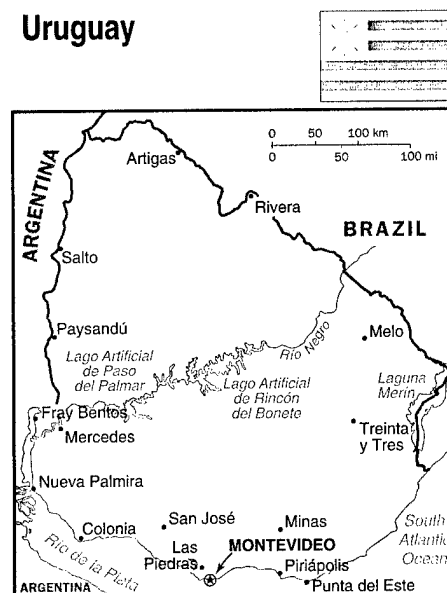 Uruguay
0 50 100 km
0 50 100 mi
Artigas
ARGENTINA
Rivera
BRAZIL
Salto
Paysandú
Lago Artificial
de Paso
del Palmar
Río Negro
Melo
Lago Artificial
de Rincón
del Bonete
Laguna
Merín
Fray Bentos
Mercedes
Treinta
y Tres
Nueva Palmira
San José
Minas
Colonia
South
Atlantic
Ocean
Río de la Plata
Las
Piedras
MONTEVIDEO
Piriápolis
ARGENTINA
Punta del Este